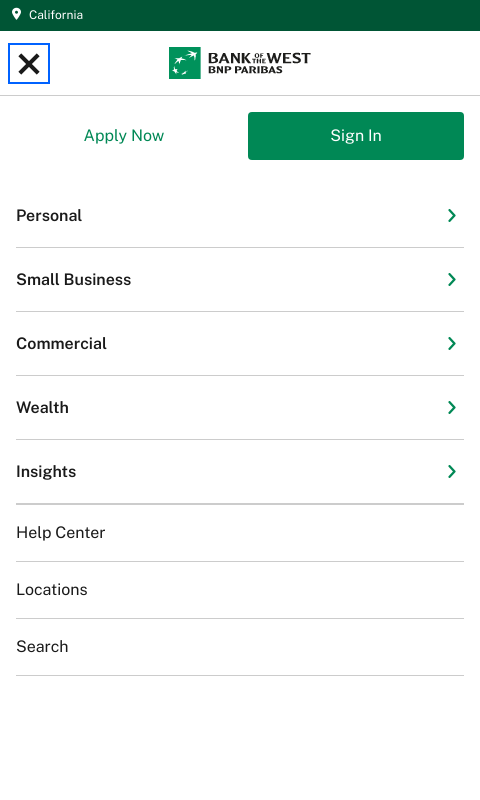 California
BANK OF THE WEST
BNP PARIBAS
Apply Now
Sign In
Personal
Small Business
Commercial
Wealth
Insights
Help Center
Locations
Search